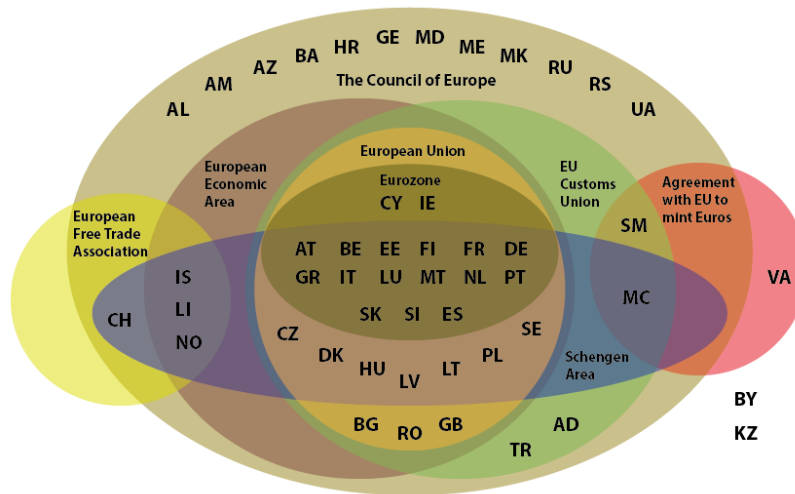 GE MD
HR ME
BA MK
AZ RU
AM The Council of Europe RS
AL UA
European Union
European
Economic
Area
EU
Customs
Union
Agreement
with EU to
mint Euros
Eurozone
CY IE
European
Free Trade
Association
SM
AT BE EE FI FR DE
IS GR IT LU MT NL PT VA
LI MC
CH SK SI ES
NO CZ SE
DK PL
HU LT
LV
Schengen
Area
BY
BG GB AD
RO KZ
TR